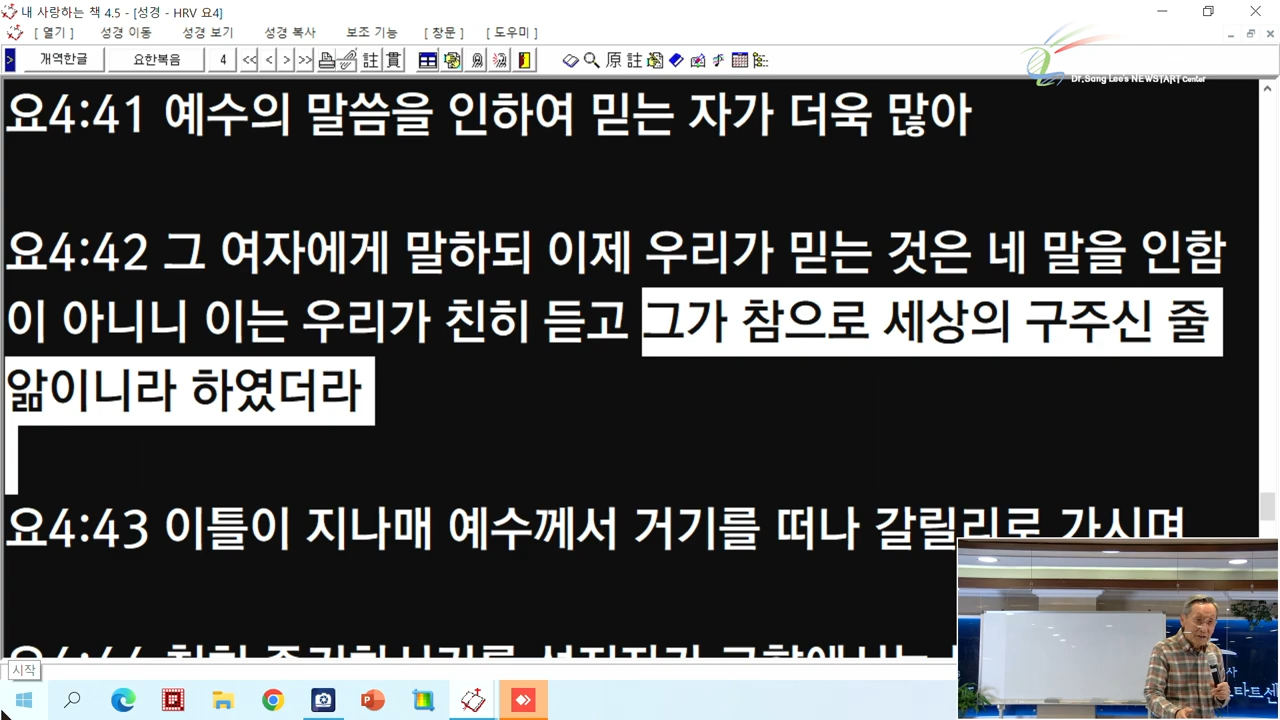 내 사랑하는 책 4.5 - [성경 - HRV 요4]
[ 열기 ] 성경 이동 성경 보기 성경 복사 보조 기능 [ 창문 ] [ 도우미 ]
> 개역한글 요한복음 4 << < > >> 註 貫 原 註
Dr.Sang Lee's NEWSTART Center
요4:41 예수의 말씀을 인하여 믿는 자가 더욱 많아
요4:42 그 여자에게 말하되 이제 우리가 믿는 것은 네 말을 인함
이 아니니 이는 우리가 친히 듣고 그가 참으로 세상의 구주신 줄
앎이니라 하였더라
요4:43 이틀이 지나매 예수께서 거기를 떠나 갈릴리로 가시며
시작